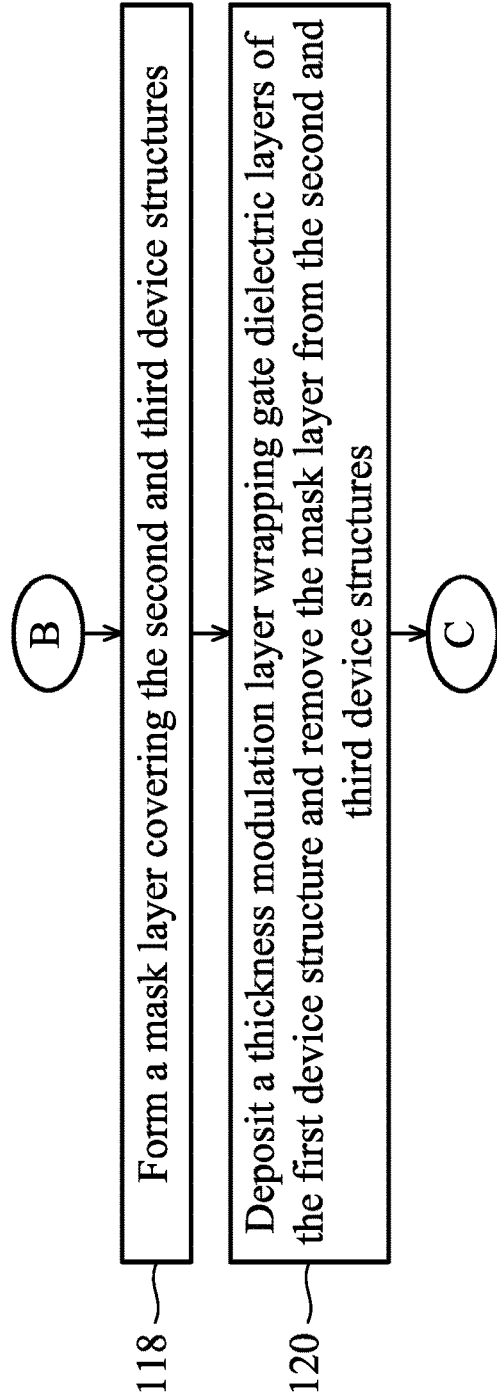 B
118
Form a mask layer covering the second and third device structures
120
Deposit a thickness modulation layer wrapping gate dielectric layers of
the first device structure and remove the mask layer from the second and
third device structures
C